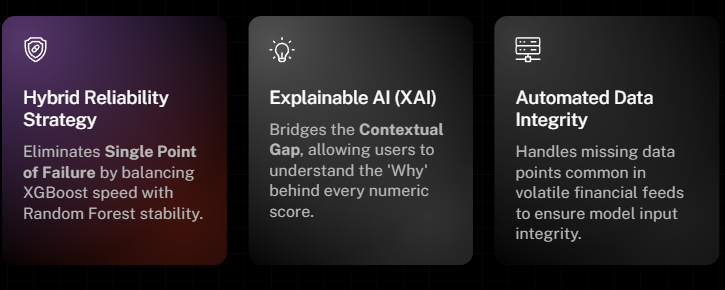 Hybrid Reliability
Strategy
Eliminates Single Point
of Failure by balancing
XGBoost speed with
Random Forest stability.
Explainable AI (XAI)
Bridges the Contextual
Gap, allowing users to
understand the 'Why'
behind every numeric
score.
Automated Data
Integrity
Handles missing data
points common in
volatile financial feeds
to ensure model input
integrity.